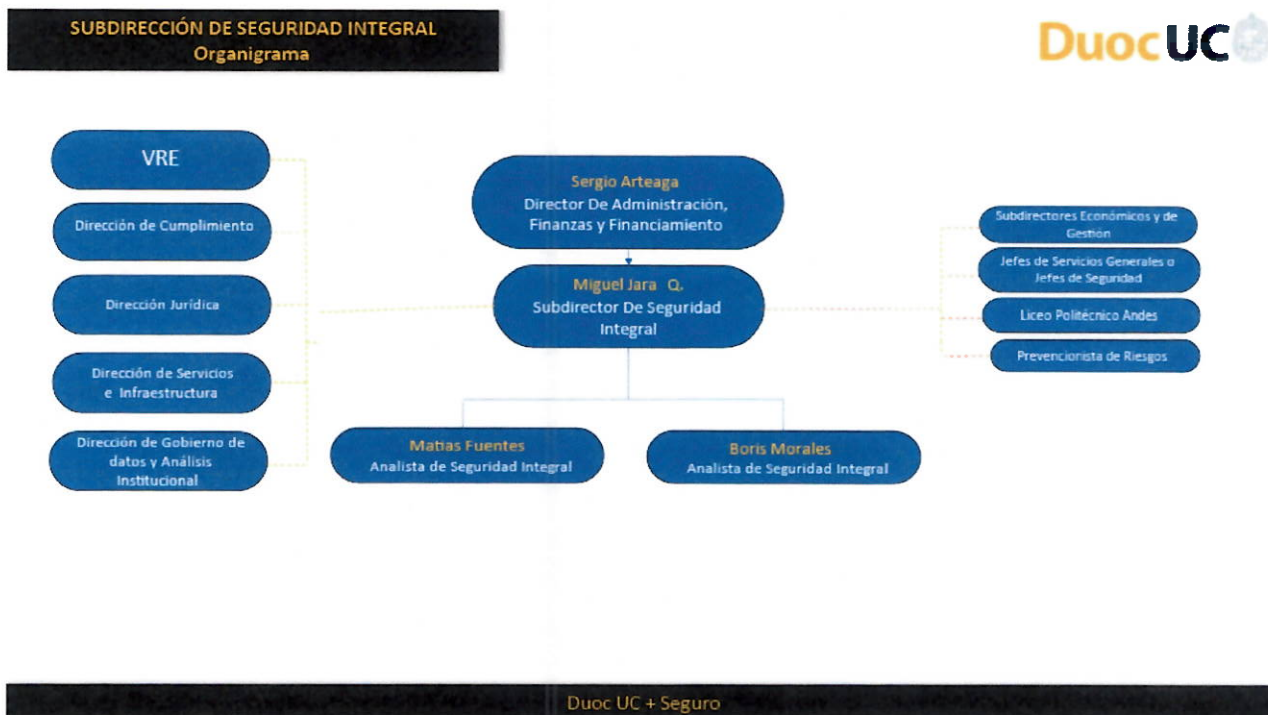 SUBDIRECCIÓN DE SEGURIDAD INTEGRAL
Organigrama
Duoc UC
VRE
Dirección de Cumplimiento
Dirección Jurídica
Dirección de Servicios
e Infraestructura
Dirección de Gobierno de
datos y Análisis
Institucional
Sergio Arteaga
Director De Administración,
Finanzas y Financiamiento
Miguel Jara Q.
Subdirector De Seguridad
Integral
Matias Fuentes
Analista de Seguridad Integral
Boris Morales
Analista de Seguridad Integral
Subdirectores Económicos y de
Gestión
Jefes de Servicios Generales o
Jefes de Seguridad
Liceo Politécnico Andes
Prevencionista de Riesgos
Duoc UC + Seguro